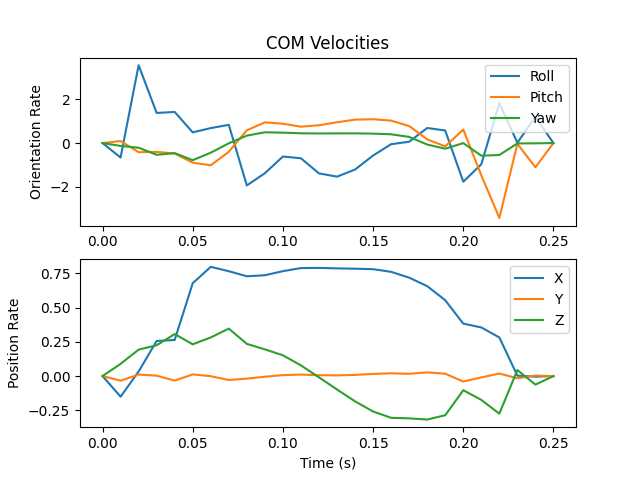 COM Velocities
Orientation Rate
2
0
−2
Roll
Pitch
Yaw
0.00 0.05 0.10 0.15 0.20 0.25
Position Rate
0.75
0.50
0.25
0.00
−0.25
X
Y
Z
0.00 0.05 0.10 0.15 0.20 0.25
Time (s)